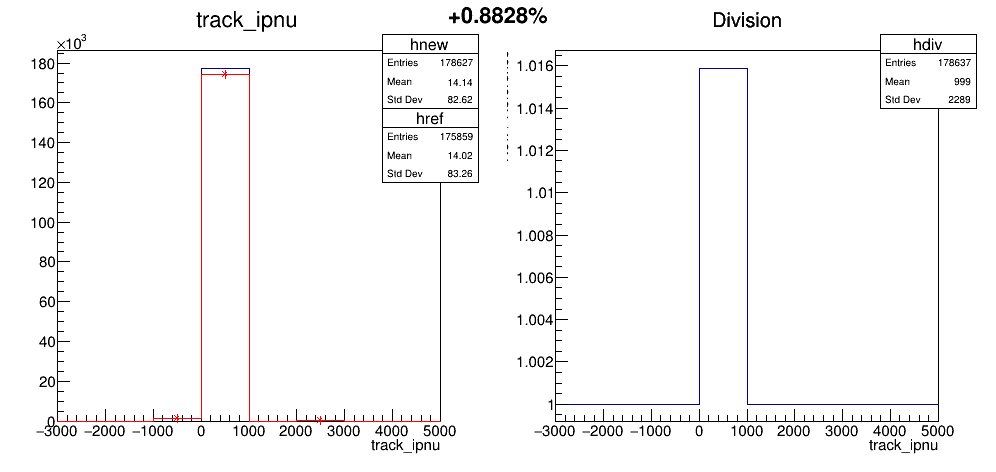 +0.8828%
track_ipnu
×10³
hnew
Entries 178627
Mean 14.14
Std Dev 82.62
href
Entries 175859
Mean 14.02
Std Dev 83.26
180
160
140
120
100
80
60
40
20
0
−3000 −2000 −1000 0 1000 2000 3000 4000 5000
track_ipnu
Division
hdiv
Entries 178637
Mean 999
Std Dev 2289
1.016
1.014
1.012
1.01
1.008
1.006
1.004
1.002
1
−3000 −2000 −1000 0 1000 2000 3000 4000 5000
track_ipnu